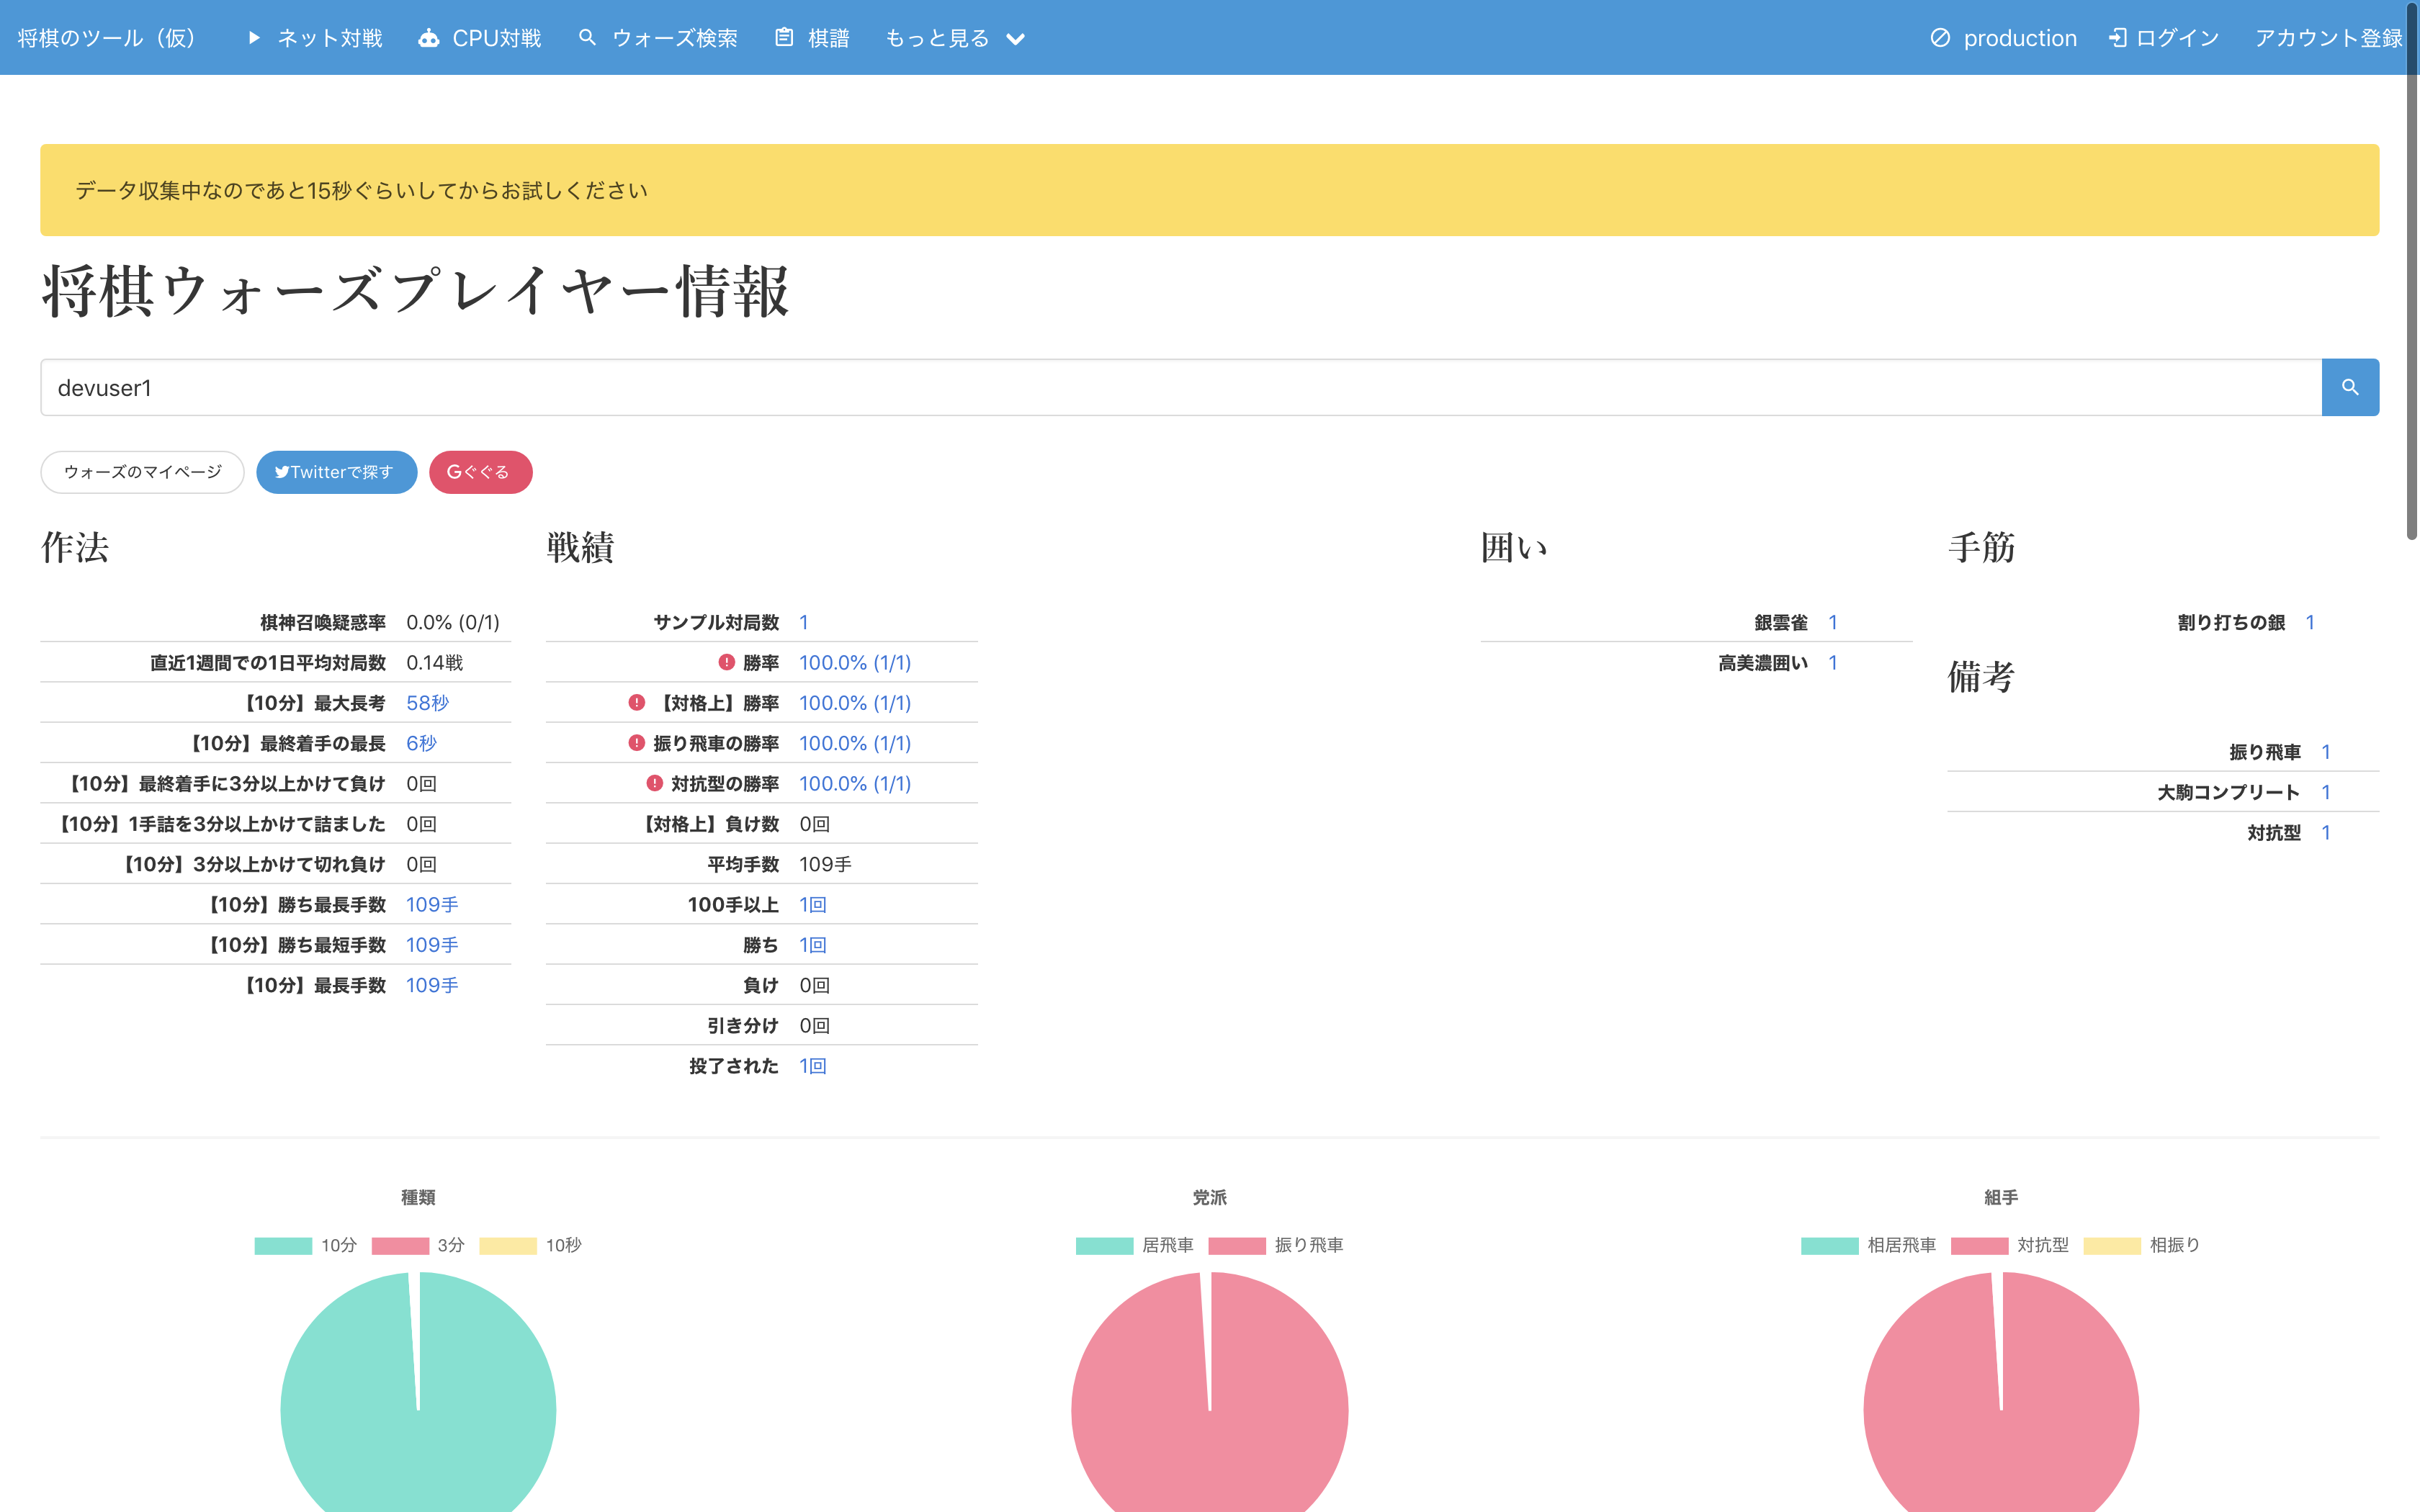 将棋のツール（仮） ネット対戦 CPU対戦 ウォーズ検索 棋譜 もっと見る production ログイン アカウント登録
データ収集中なのであと15秒ぐらいしてからお試しください
将棋ウォーズプレイヤー情報
devuser1
ウォーズのマイページ Twitterで探す Gぐぐる
作法
棋神召喚疑惑率 0.0% (0/1)
直近1週間での1日平均対局数 0.14戦
【10分】最大長考 58秒
【10分】最終着手の最長 6秒
【10分】最終着手に3分以上かけて負け 0回
【10分】1手詰を3分以上かけて詰ました 0回
【10分】3分以上かけて切れ負け 0回
【10分】勝ち最長手数 109手
【10分】勝ち最短手数 109手
【10分】最長手数 109手
戦績
サンプル対局数 1
勝率 100.0% (1/1)
【対格上】勝率 100.0% (1/1)
振り飛車の勝率 100.0% (1/1)
対抗型の勝率 100.0% (1/1)
【対格上】負け数 0回
平均手数 109手
100手以上 1回
勝ち 1回
負け 0回
引き分け 0回
投了された 1回
囲い
銀雲雀 1
高美濃囲い 1
手筋
割り打ちの銀 1
備考
振り飛車 1
大駒コンプリート 1
対抗型 1
種類
10分 3分 10秒
党派
居飛車 振り飛車
組手
相居飛車 対抗型 相振り